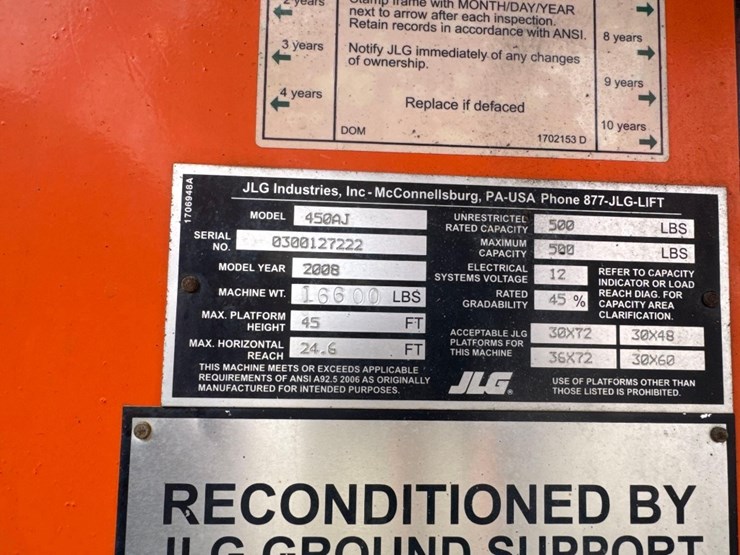 2 years
Stamp frame with MONTH/DAY/YEAR
next to arrow after each inspection.
Retain records in accordance with ANSI.
8 years
3 years
Notify JLG immediately of any changes
of ownership.
9 years
4 years
Replace if defaced
10 years
DOM
1702153 D
1706948A
JLG Industries, Inc - McConnellsburg, PA-USA Phone 877-JLG-LIFT
MODEL 450AJ
SERIAL NO. 0300127222
MODEL YEAR 2008
MACHINE WT. 16600 LBS
MAX. PLATFORM HEIGHT 45 FT
MAX. HORIZONTAL REACH 24.6 FT
UNRESTRICTEL
RATED CAPACITY 500 LBS
MAXIMUM
CAPACITY 500 LBS
ELECTRICAL
SYSTEMS VOLTAGE 12
RATED
GRADABILITY 45 %
REFER TO CAPACITY
INDICATOR OR LOAD
REACH DIAG. FOR
CAPACITY AREA
CLARIFICATION.
ACCEPTABLE JLG
PLATFORMS FOR
THIS MACHINE
30X72 30X48
36X72 30X60
THIS MACHINE MEETS OR EXCEEDS APPLICABLE
REQUIREMENTS OF ANSI A92.5 2006 AS ORIGINALLY
MANUFACTURED FOR INTENDED PURPOSES.
JLG
USE OF PLATFORMS OTHER THAN
THOSE LISTED IS PROHIBITED.
RECONDITIONED BY
JLG GROUND SUPPORT